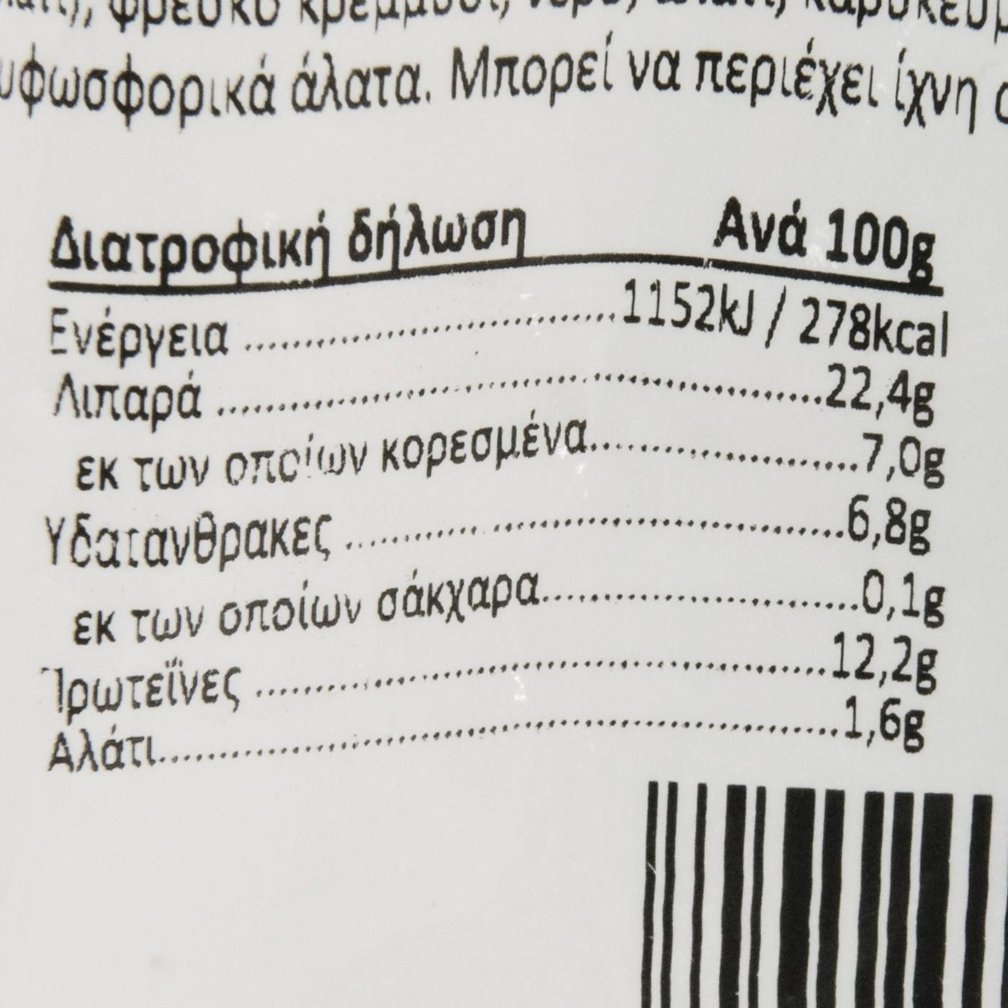 φρέσκο κρεμμύδι, νερό, αλάτι,
άλατα. Μπορεί να περιέχει ίχνη
Διατροφική δήλωση Ανά 100g
Ενέργεια ........................ 1152kJ / 278kcal
Λιπαρά ........................ 22,4g
εκ των οποίων κορεσμένα........................ 7,0g
Υδατανθρακες ........................ 6,8g
εκ των οποίων σάκχαρα........................ 0,1g
Πρωτεΐνες ........................ 12,2g
Αλάτι........................ 1,6g